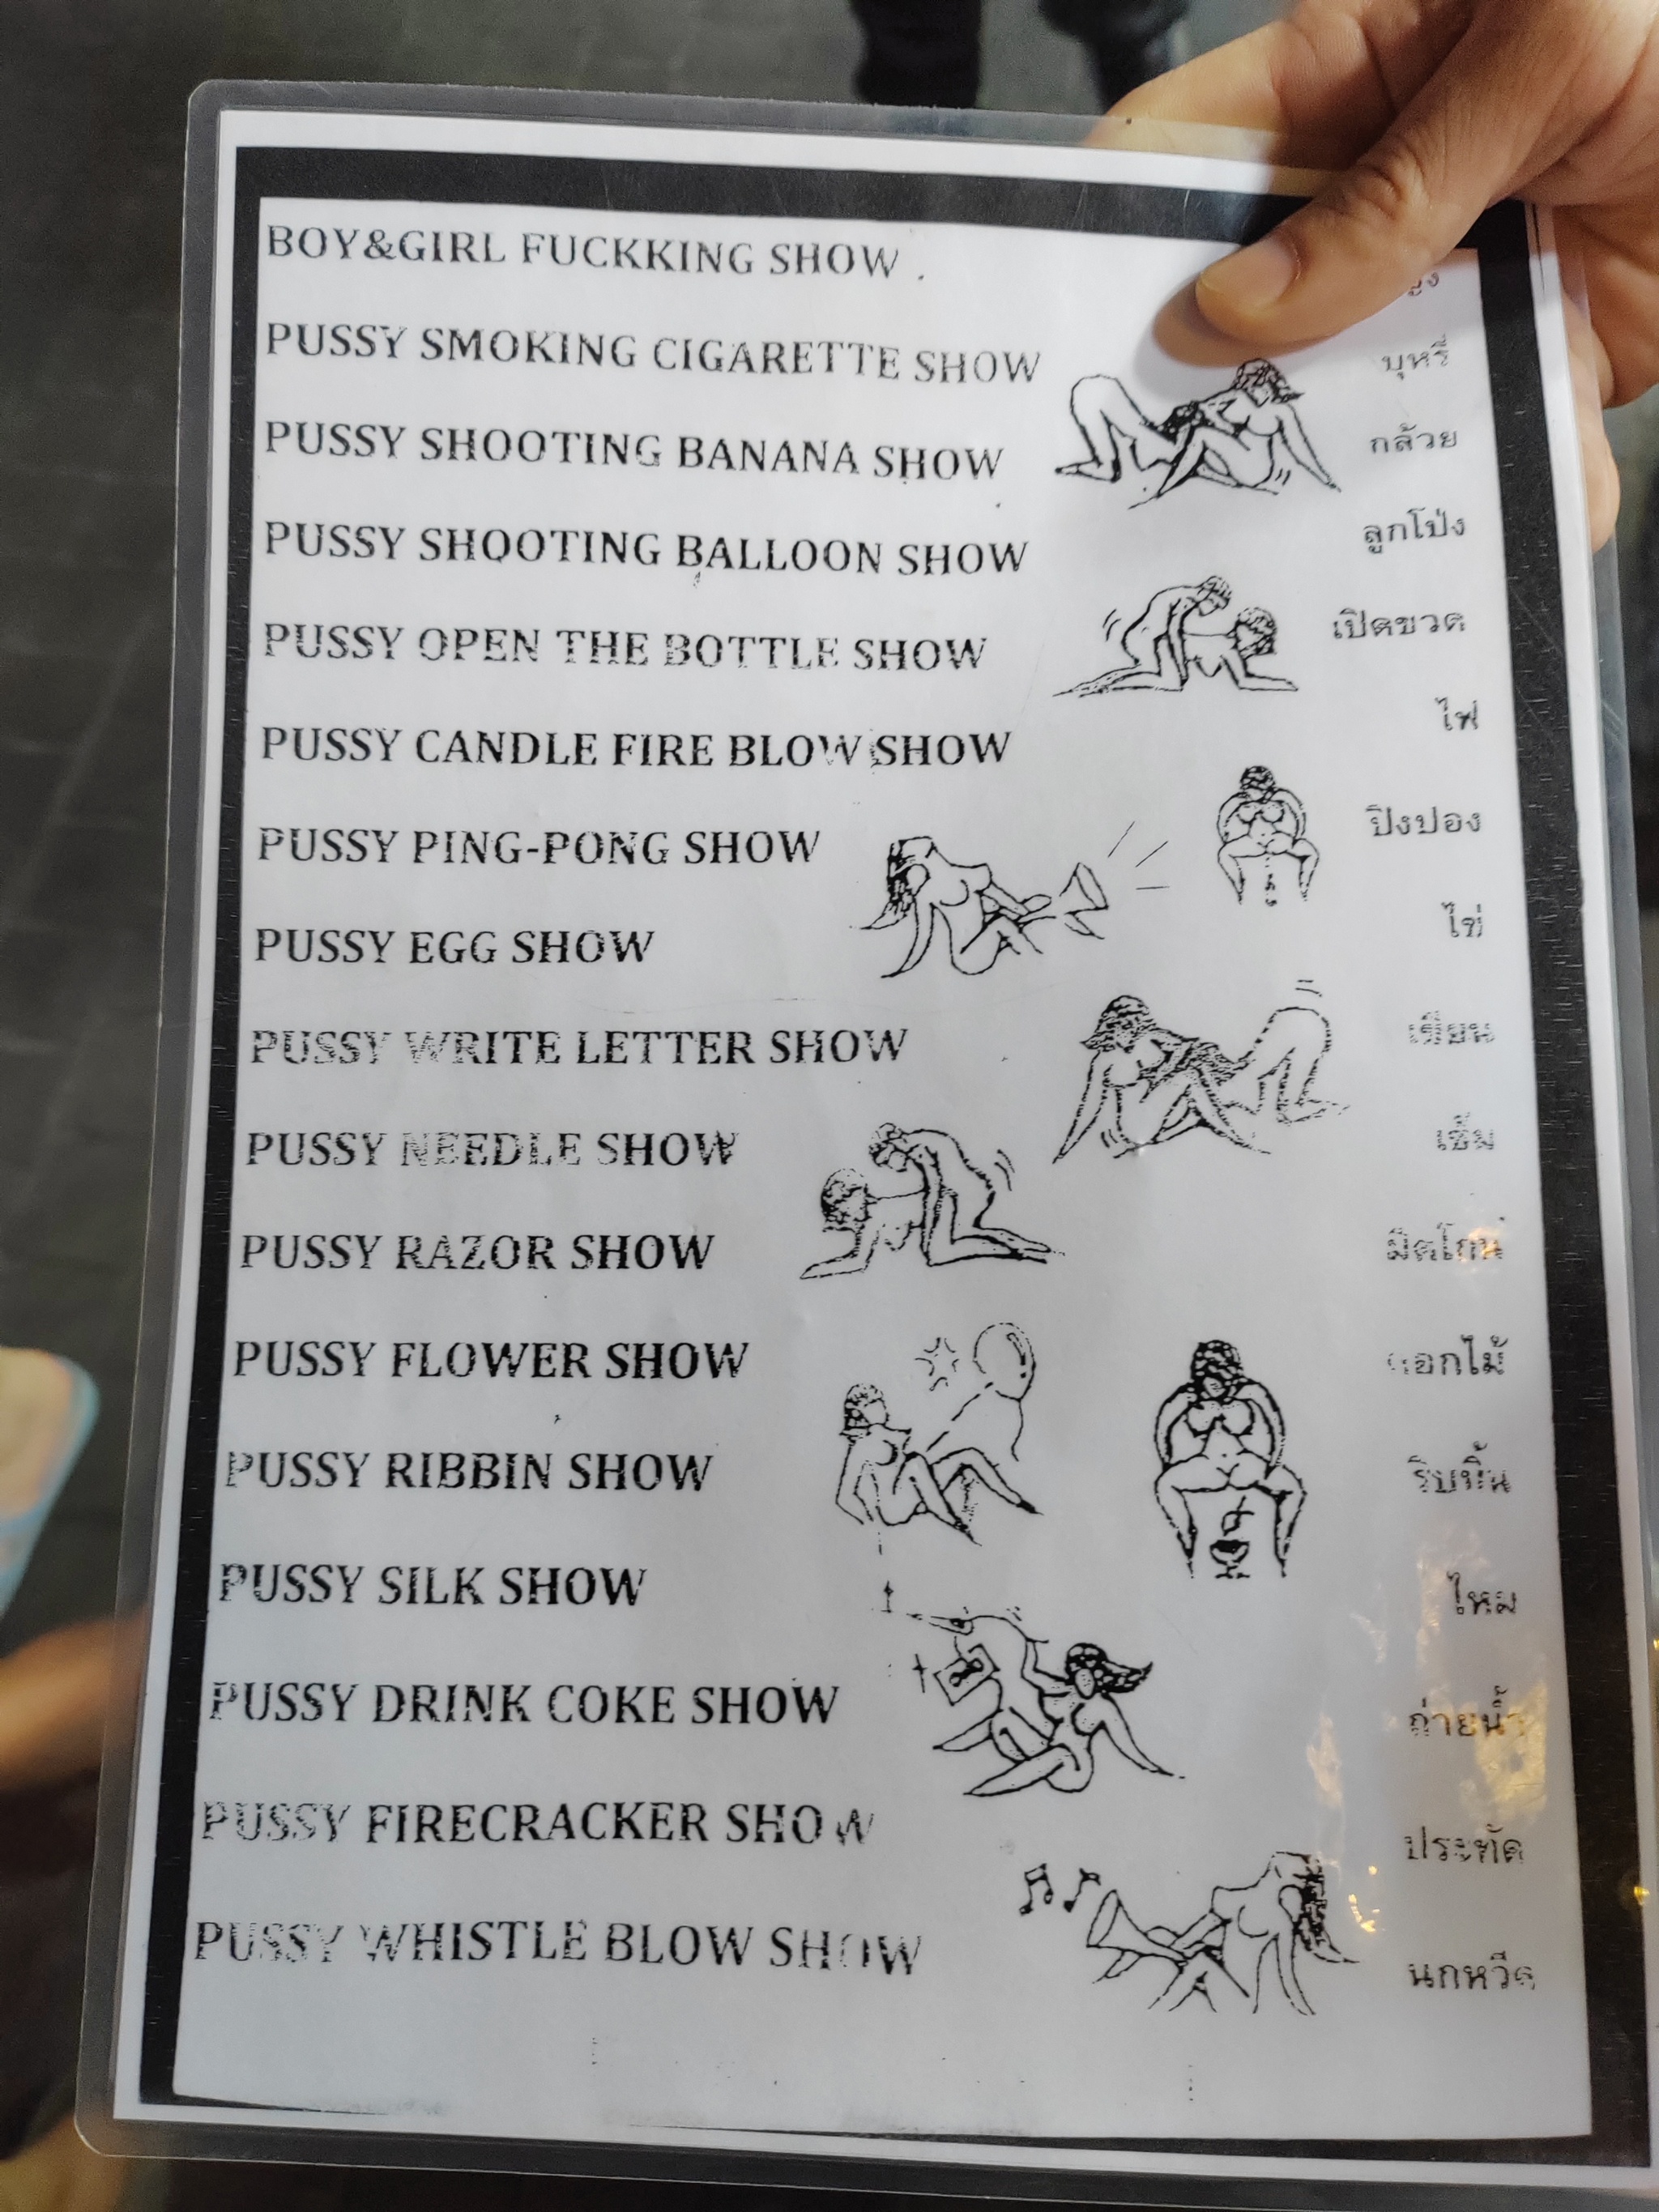 BOY&GIRL FUCKKING SHOW .
PUSSY SMOKING CIGARETTE SHOW บุหรี่
PUSSY SHOOTING BANANA SHOW กล้วย
PUSSY SHOOTING BALLOON SHOW ลูกโป่ง
PUSSY OPEN THE BOTTLE SHOW เปิดขวด
PUSSY CANDLE FIRE BLOW SHOW ไฟ
PUSSY PING-PONG SHOW ปิงปอง
PUSSY EGG SHOW ไข่
PUSSY WRITE LETTER SHOW เขียน
PUSSY NEEDLE SHOW เข็ม
PUSSY RAZOR SHOW มีดโกน
PUSSY FLOWER SHOW ดอกไม้
PUSSY RIBBIN SHOW ริบบิ้น
PUSSY SILK SHOW ไหม
PUSSY DRINK COKE SHOW ถ่ายน้ำ
PUSSY FIRECRACKER SHOW ประทัด
PUSSY WHISTLE BLOW SHOW นกหวีด